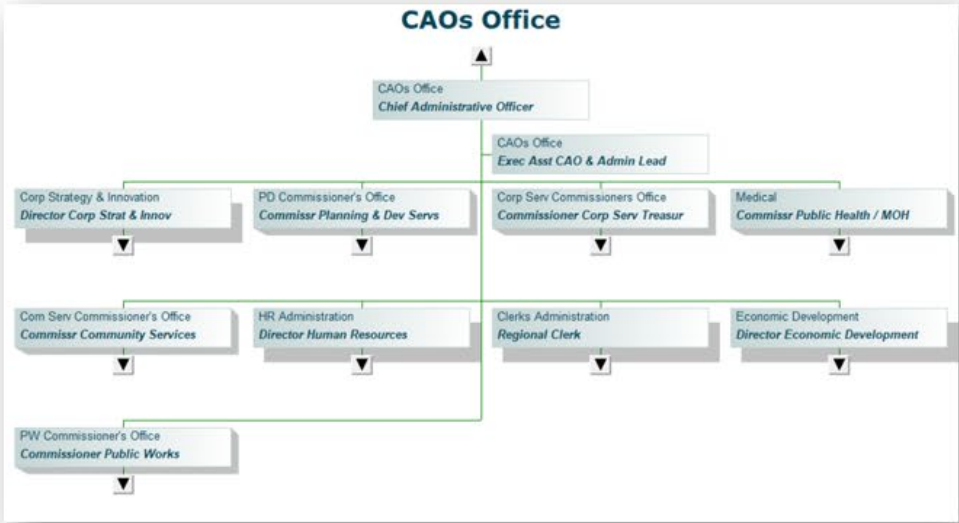 CAOs Office
CAOs Office
Chief Administrative Officer
CAOs Office
Exec Asst CAO & Admin Lead
Corp Strategy & Innovation
Director Corp Strat & Innov
PD Commissioner's Office
Commissr Planning & Dev Servs
Corp Serv Commissioners Office
Commissioner Corp Serv Treasur
Medical
Commissr Public Health / MOH
Com Serv Commissioner's Office
Commissr Community Services
HR Administration
Director Human Resources
Clerks Administration
Regional Clerk
Economic Development
Director Economic Development
PW Commissioner's Office
Commissioner Public Works